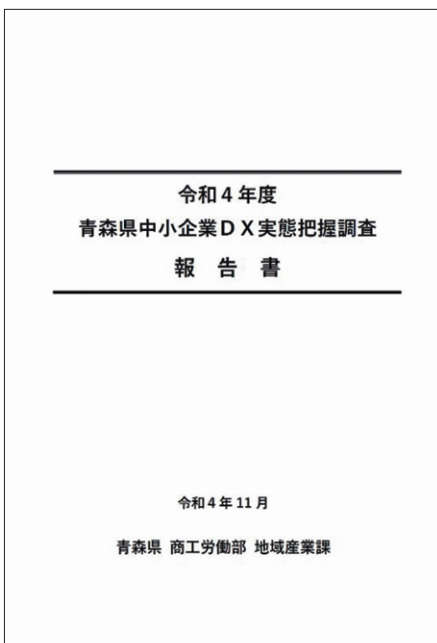 令和４年度
青森県中小企業ＤＸ実態把握調査
報　告　書
令和４年 11 月
青森県 商工労働部 地域産業課